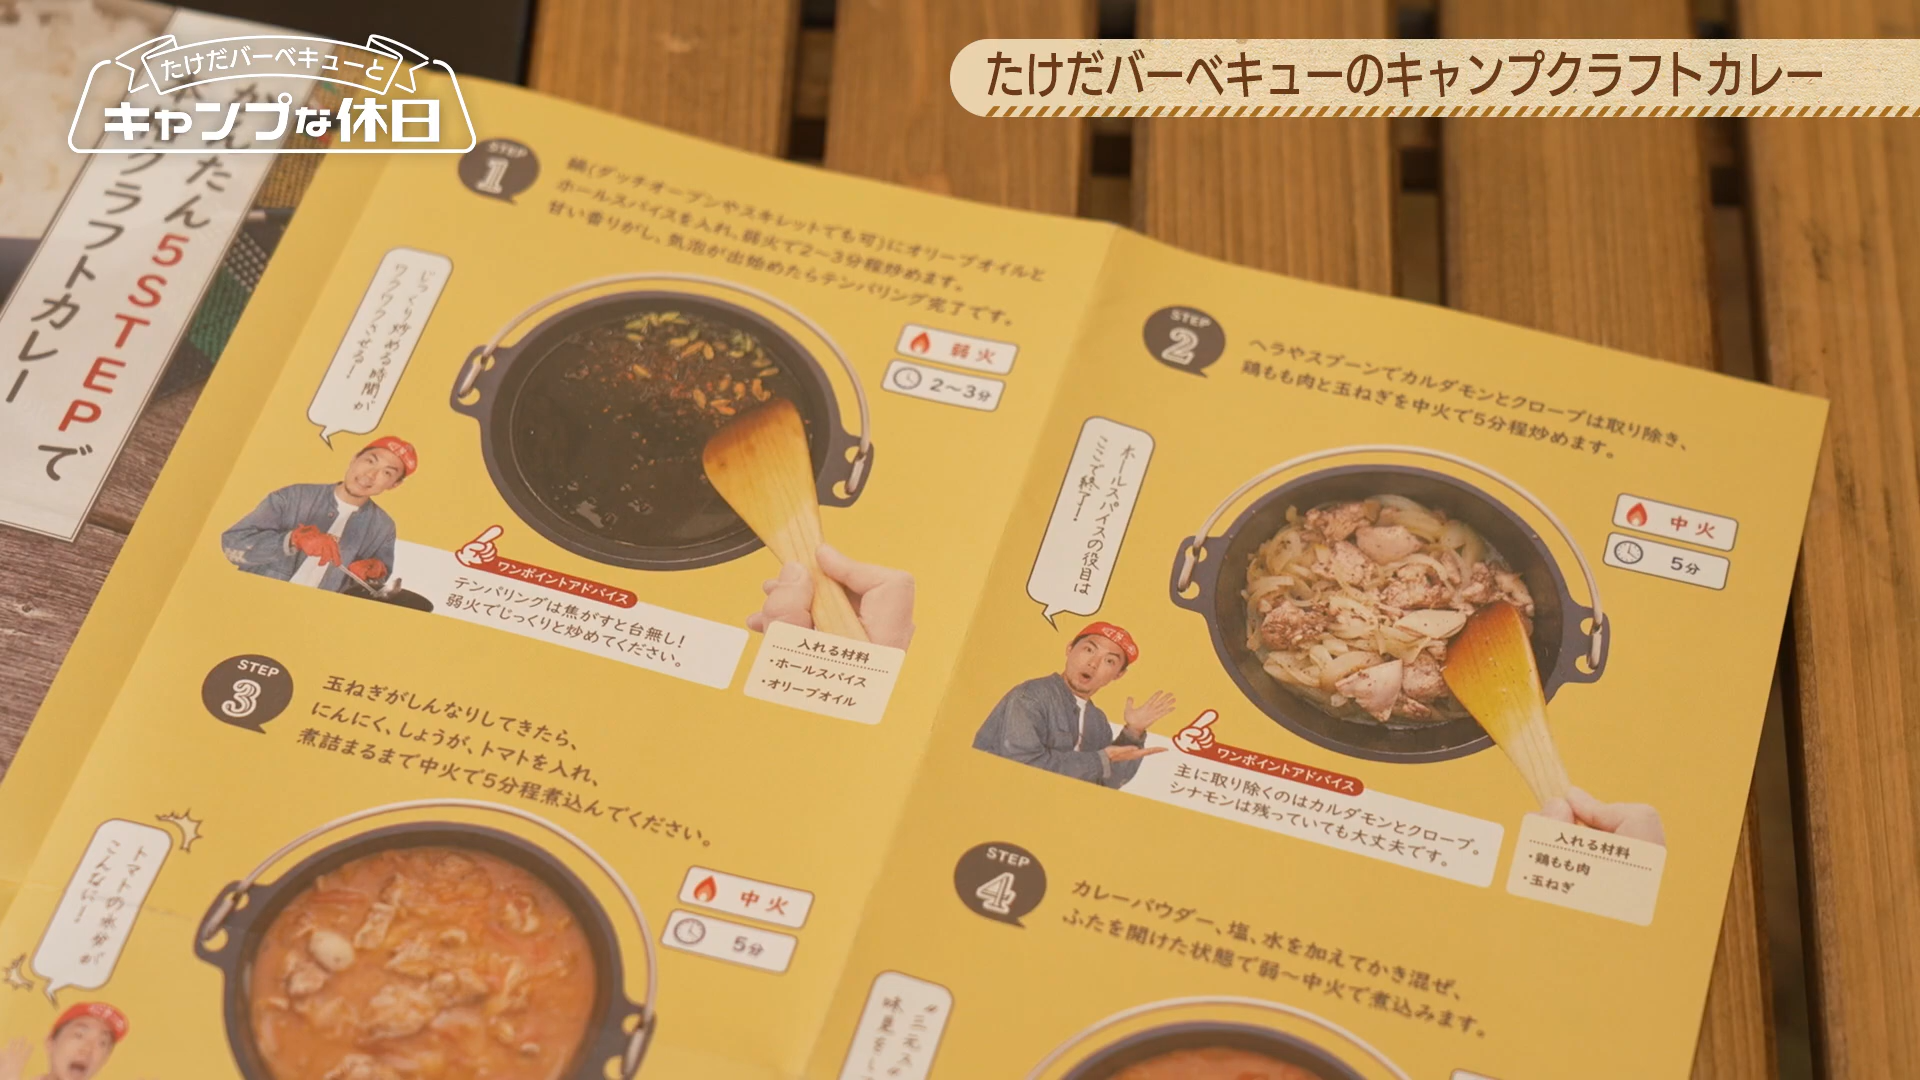 たけだバーベキューと
キャンプな休日
たけだバーベキューのキャンプクラフトカレー
かんたん5STEPで
クラフトカレー
STEP
1
鍋(ダッチオーブンやスキレットでも可)にオリーブオイルと
ホールスパイスを入れ、弱火で2〜3分程炒めます。
甘い香りがし、気泡が出始めたらテンパリング完了です。
じっくり炒める時間が
ワクワクさせる!
弱火
2〜3分
ワンポイントアドバイス
テンパリングは焦がすと台無し!
弱火でじっくりと炒めてください。
入れる材料
・ホールスパイス
・オリーブオイル
STEP
2
ヘラやスプーンでカルダモンとクローブは取り除き、
鶏もも肉と玉ねぎを中火で5分程炒めます。
ホールスパイスの役目は
ここで終了!
中火
5分
ワンポイントアドバイス
主に取り除くのはカルダモンとクローブ。
シナモンは残っていても大丈夫です。
入れる材料
・鶏もも肉
・玉ねぎ
STEP
3
玉ねぎがしんなりしてきたら、
にんにく、しょうが、トマトを入れ、
煮詰まるまで中火で5分程煮込んでください。
トマトの水分が
こんなに!
中火
5分
STEP
4
カレーパウダー、塩、水を加えてかき混ぜ、
ふたを開けた状態で弱〜中火で煮込みます。
味見をし